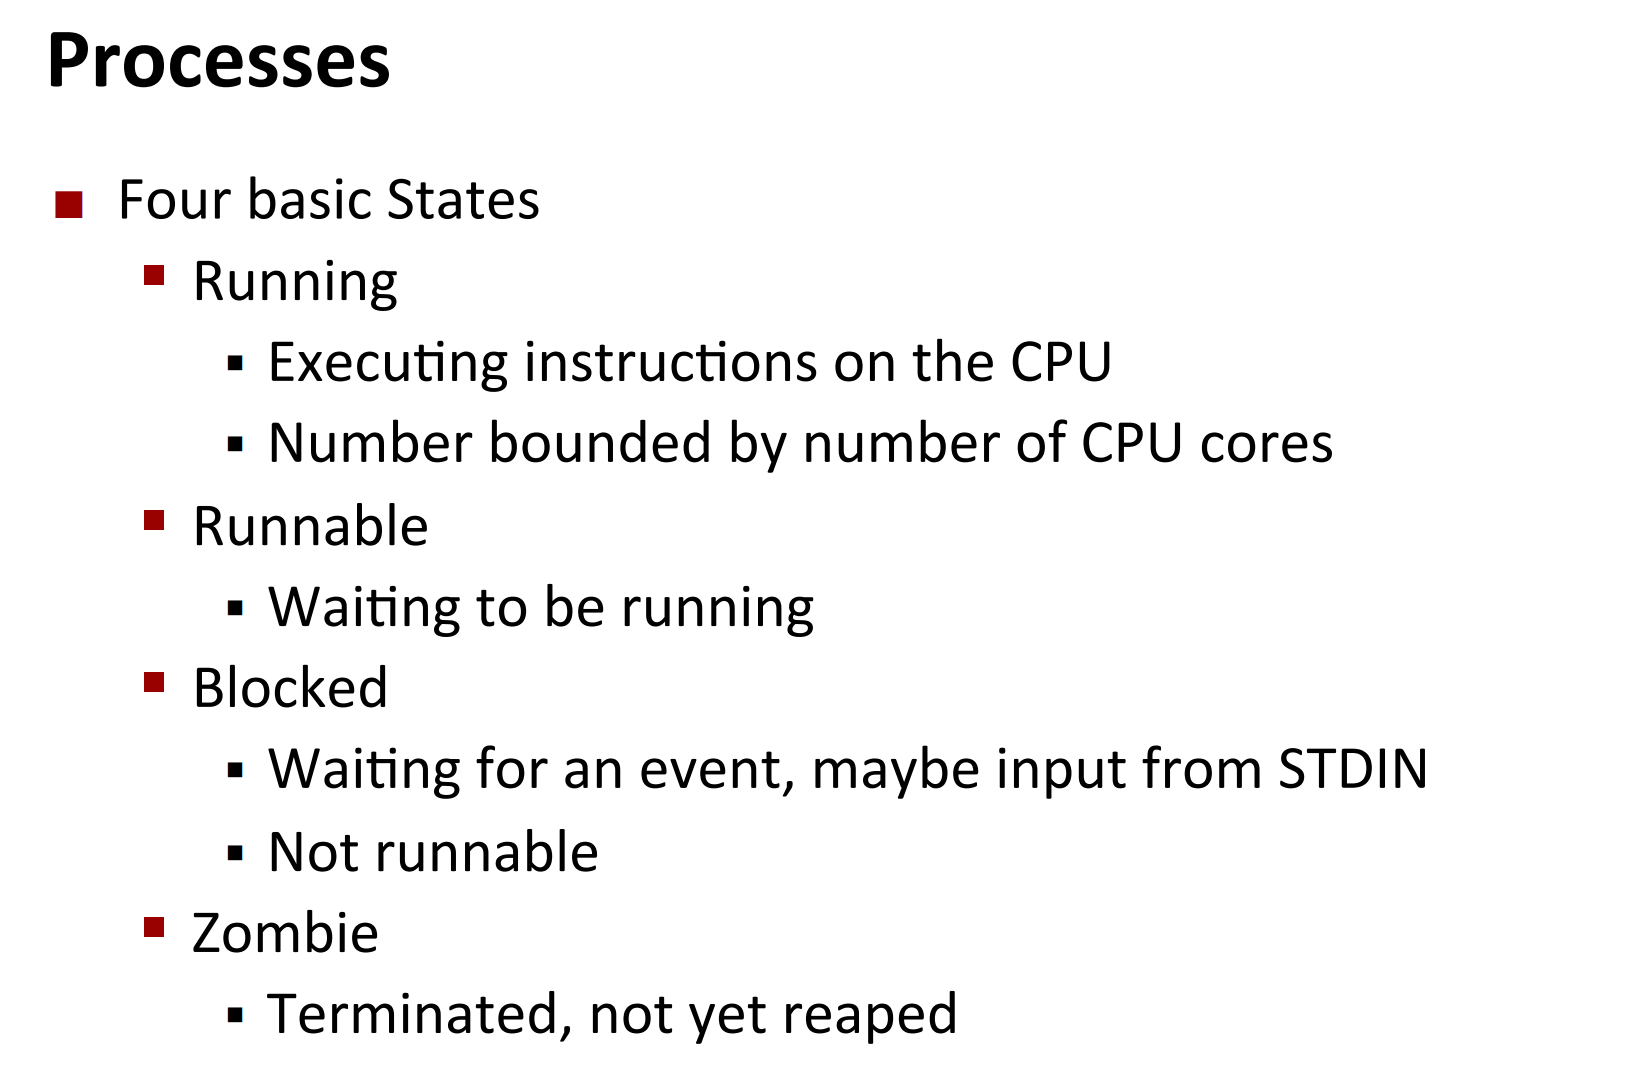 Processes
Four basic States
Running
Executing instructions on the CPU
Number bounded by number of CPU cores
Runnable
Waiting to be running
Blocked
Waiting for an event, maybe input from STDIN
Not runnable
Zombie
Terminated, not yet reaped